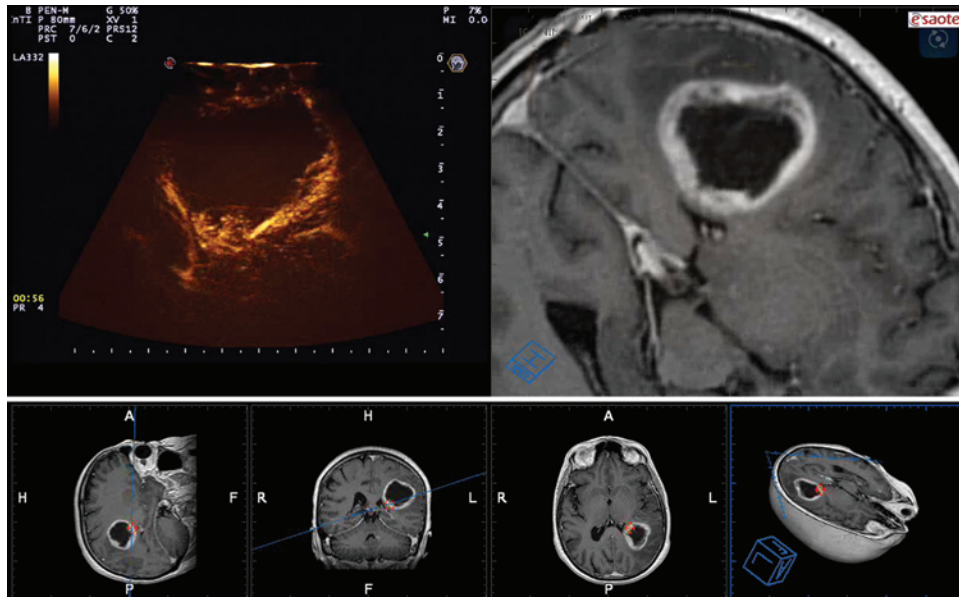 B PEN-M G 50%
nTI P 80mm XV 1
PRC 7/6/2 PRS12
PST 0 C 2
P 7%
MI 0.0
LA332
0
1
2
3
4
5
6
7
00:56
PR 4
esaote
A
H
F
P
H
R
L
F
A
R
L
P